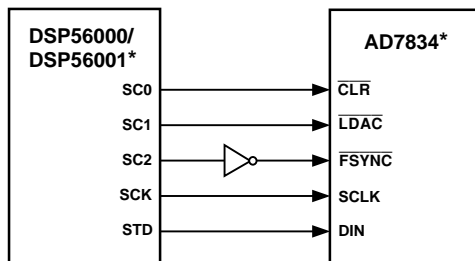 DSP56000/
DSP56001*
AD7834*
SC0
CLR
SC1
LDAC
SC2
FSYNC
SCK
SCLK
STD
DIN